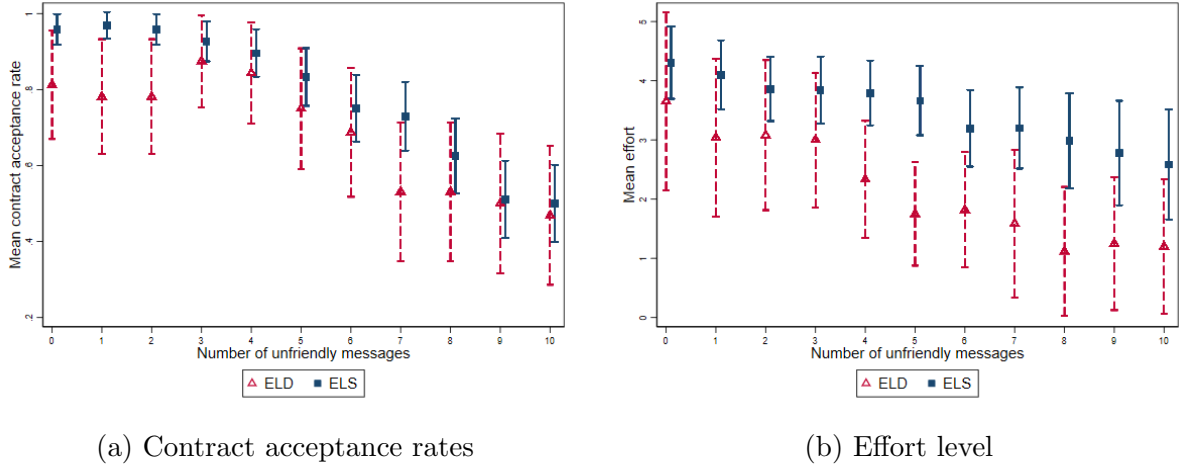 Mean contract acceptance rate
1
.8
.6
.4
.2
0 1 2 3 4 5 6 7 8 9 10
Number of unfriendly messages
ELD ELS
(a) Contract acceptance rates
Mean effort
5
4
3
2
1
0
0 1 2 3 4 5 6 7 8 9 10
Number of unfriendly messages
ELD ELS
(b) Effort level